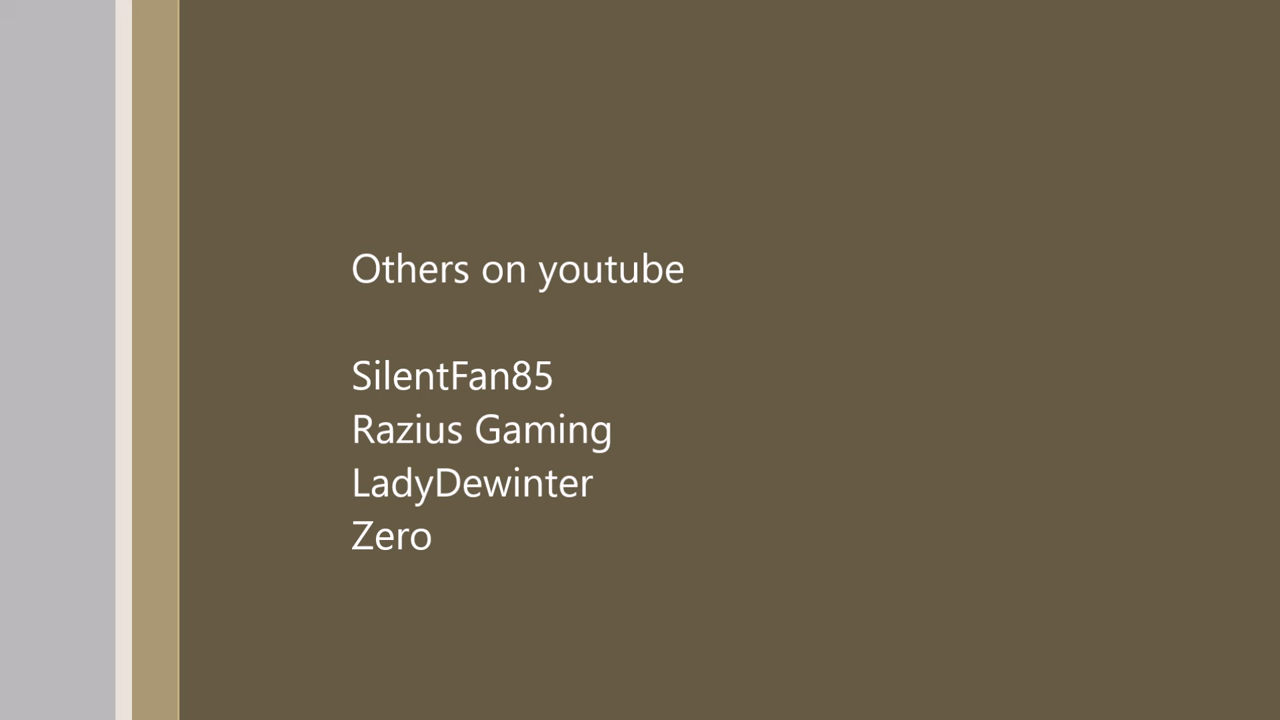 Others on youtube
SilentFan85
Razius Gaming
LadyDewinter
Zero